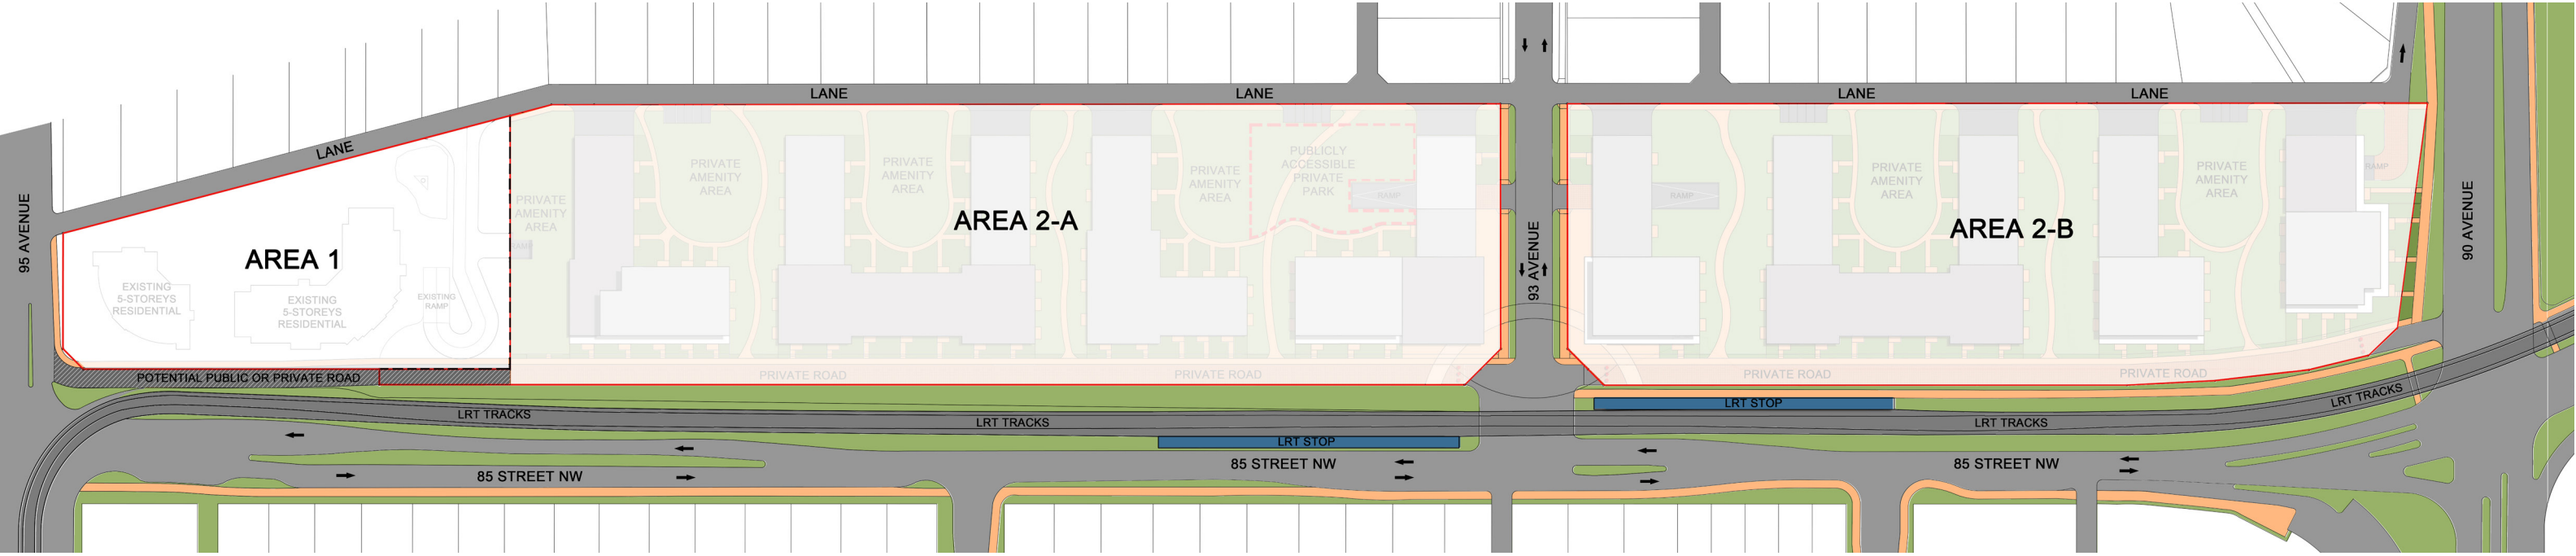 LANE
LANE
LANE
LANE
LANE
95 AVENUE
AREA 1
EXISTING
5-STOREYS
RESIDENTIAL
EXISTING
5-STOREYS
RESIDENTIAL
EXISTING
RAMP
PRIVATE
AMENITY
AREA
RAMP
PRIVATE
AMENITY
AREA
PRIVATE
AMENITY
AREA
AREA 2-A
PRIVATE
AMENITY
AREA
PUBLICLY
ACCESSIBLE
PRIVATE
PARK
RAMP
93 AVENUE
RAMP
PRIVATE
AMENITY
AREA
AREA 2-B
PRIVATE
AMENITY
AREA
RAMP
90 AVENUE
POTENTIAL PUBLIC OR PRIVATE ROAD
PRIVATE ROAD
PRIVATE ROAD
PRIVATE ROAD
PRIVATE ROAD
LRT TRACKS
LRT TRACKS
LRT STOP
LRT STOP
LRT TRACKS
LRT TRACKS
85 STREET NW
85 STREET NW
85 STREET NW